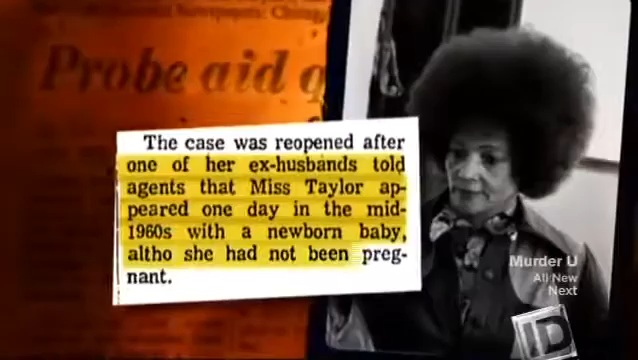 Probe aid
The case was reopened after
one of her ex-husbands told
agents that Miss Taylor ap-
peared one day in the mid-
1960s with a newborn baby,
altho she had not been preg-
nant.
Murder U
All New
Next
ID